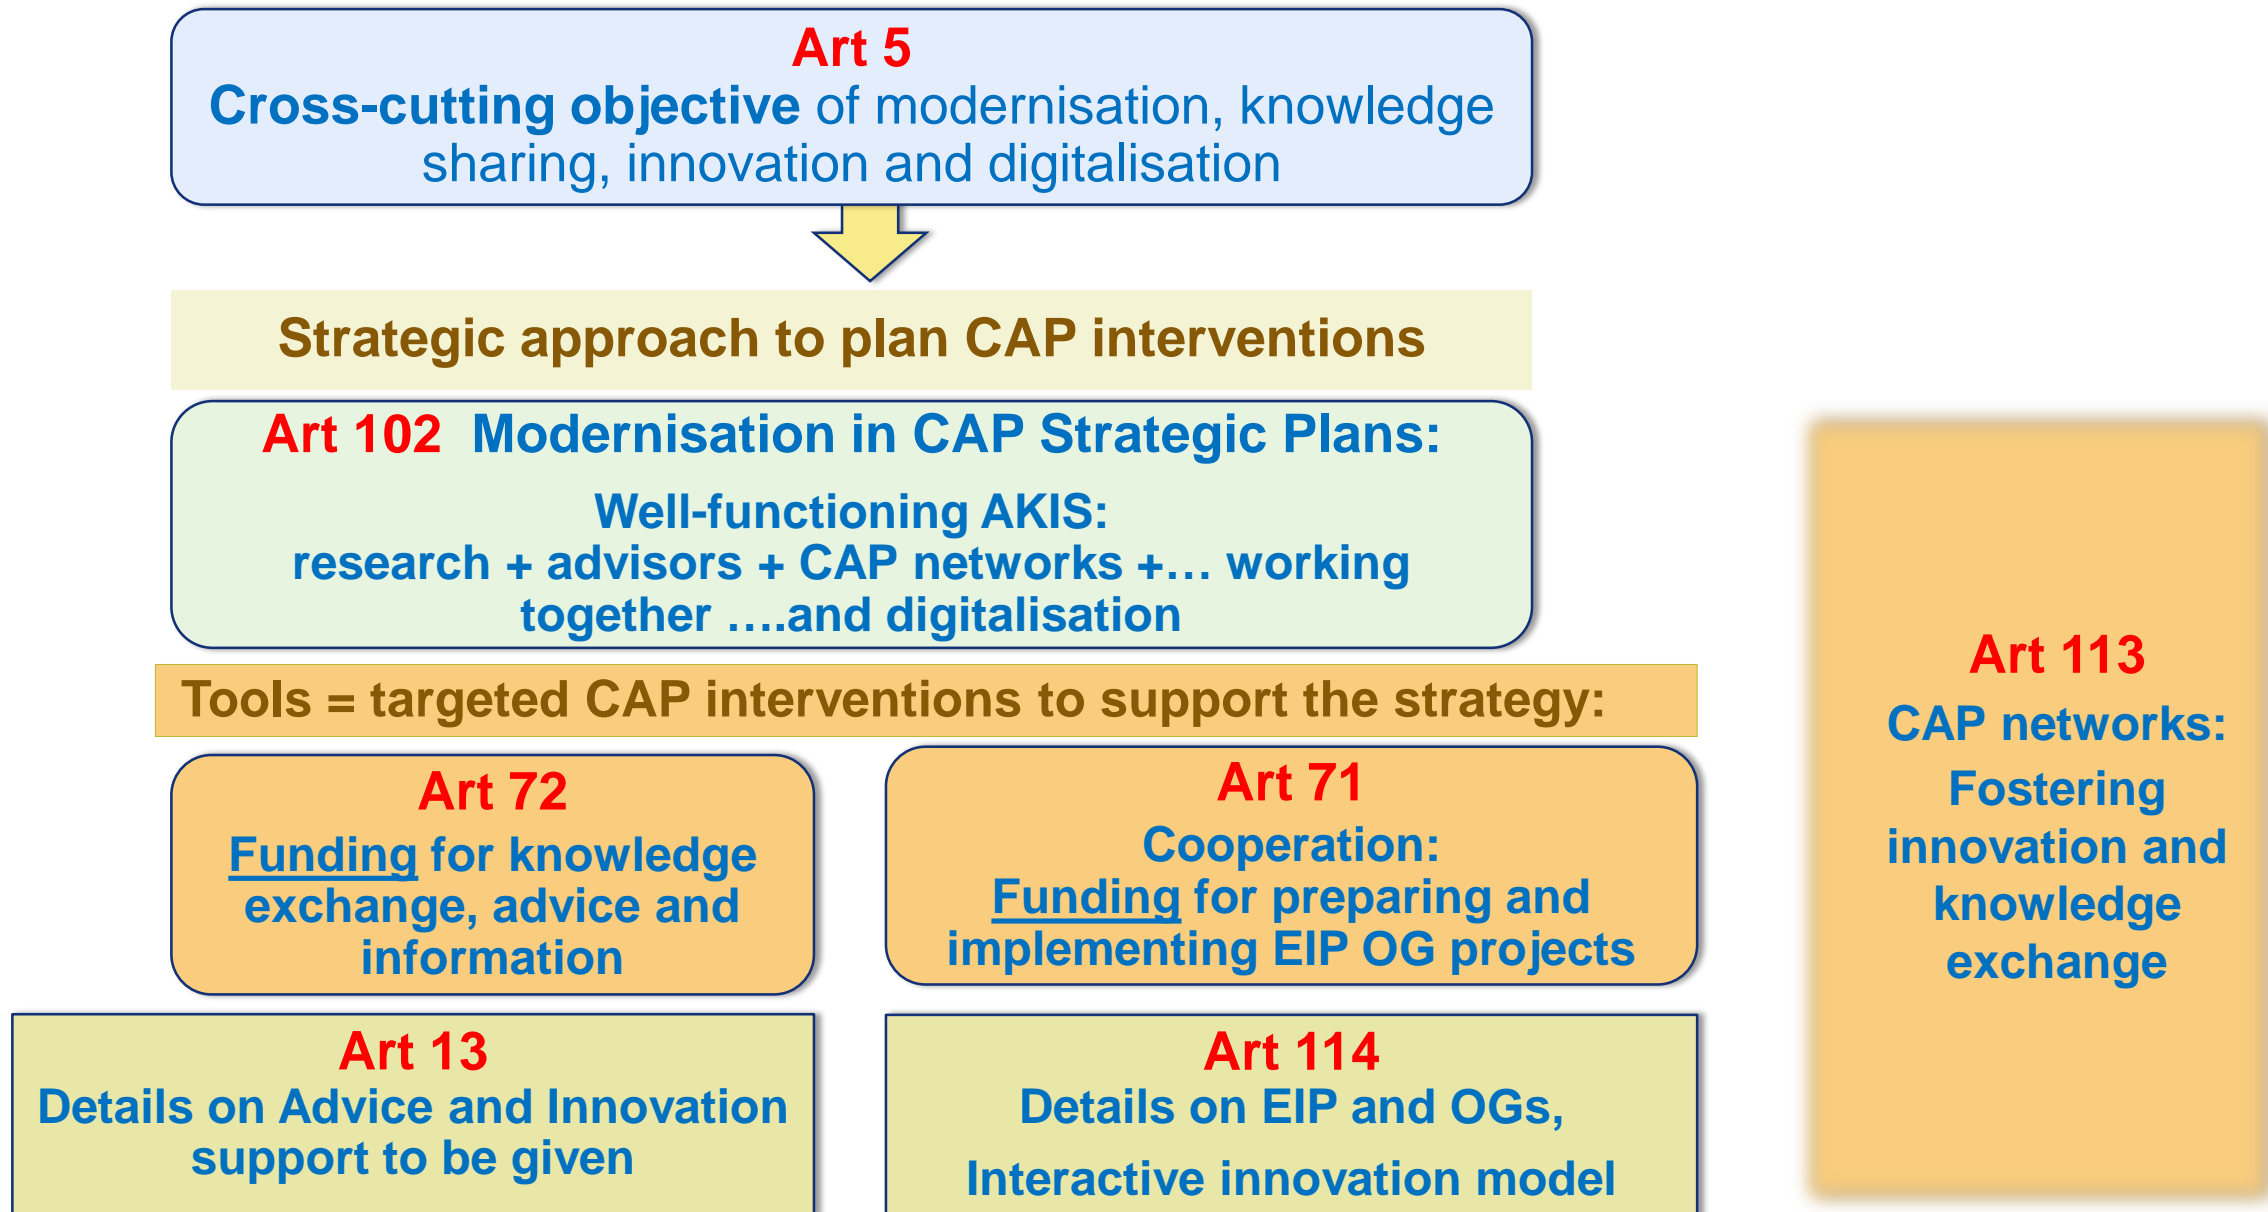 Art 5
Cross-cutting objective of modernisation, knowledge
sharing, innovation and digitalisation
Strategic approach to plan CAP interventions
Art 102 Modernisation in CAP Strategic Plans:
Well-functioning AKIS:
research + advisors + CAP networks +… working
together ….and digitalisation
Tools = targeted CAP interventions to support the strategy:
Art 72
Funding for knowledge
exchange, advice and
information
Art 71
Cooperation:
Funding for preparing and
implementing EIP OG projects
Art 13
Details on Advice and Innovation
support to be given
Art 114
Details on EIP and OGs,
Interactive innovation model
Art 113
CAP networks:
Fostering
innovation and
knowledge
exchange